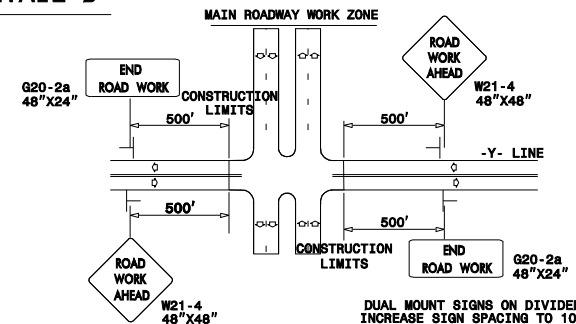 MAIN ROADWAY WORK ZONE
END
ROAD WORK
G20-2a
48"X24"
CONSTRUCTION
LIMITS
500'
ROAD
WORK
AHEAD
W21-4
48"X48"
500'
-Y- LINE
500'
ROAD
WORK
AHEAD
W21-4
48"X48"
500'
CONSTRUCTION
LIMITS
END
ROAD WORK
G20-2a
48"X24"
DUAL MOUNT SIGNS ON DIVIDE
INCREASE SIGN SPACING TO 10